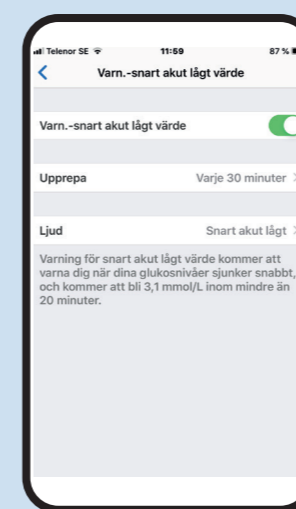 Telenor SE 11:59 87 %
Varn.-snart akut lågt värde
Varn.-snart akut lågt värde
Upprepa Varje 30 minuter
Ljud Snart akut lågt
Varning för snart akut lågt värde kommer att
varna dig när dina glukosnivåer sjunker snabbt,
och kommer att bli 3,1 mmol/L inom mindre än
20 minuter.